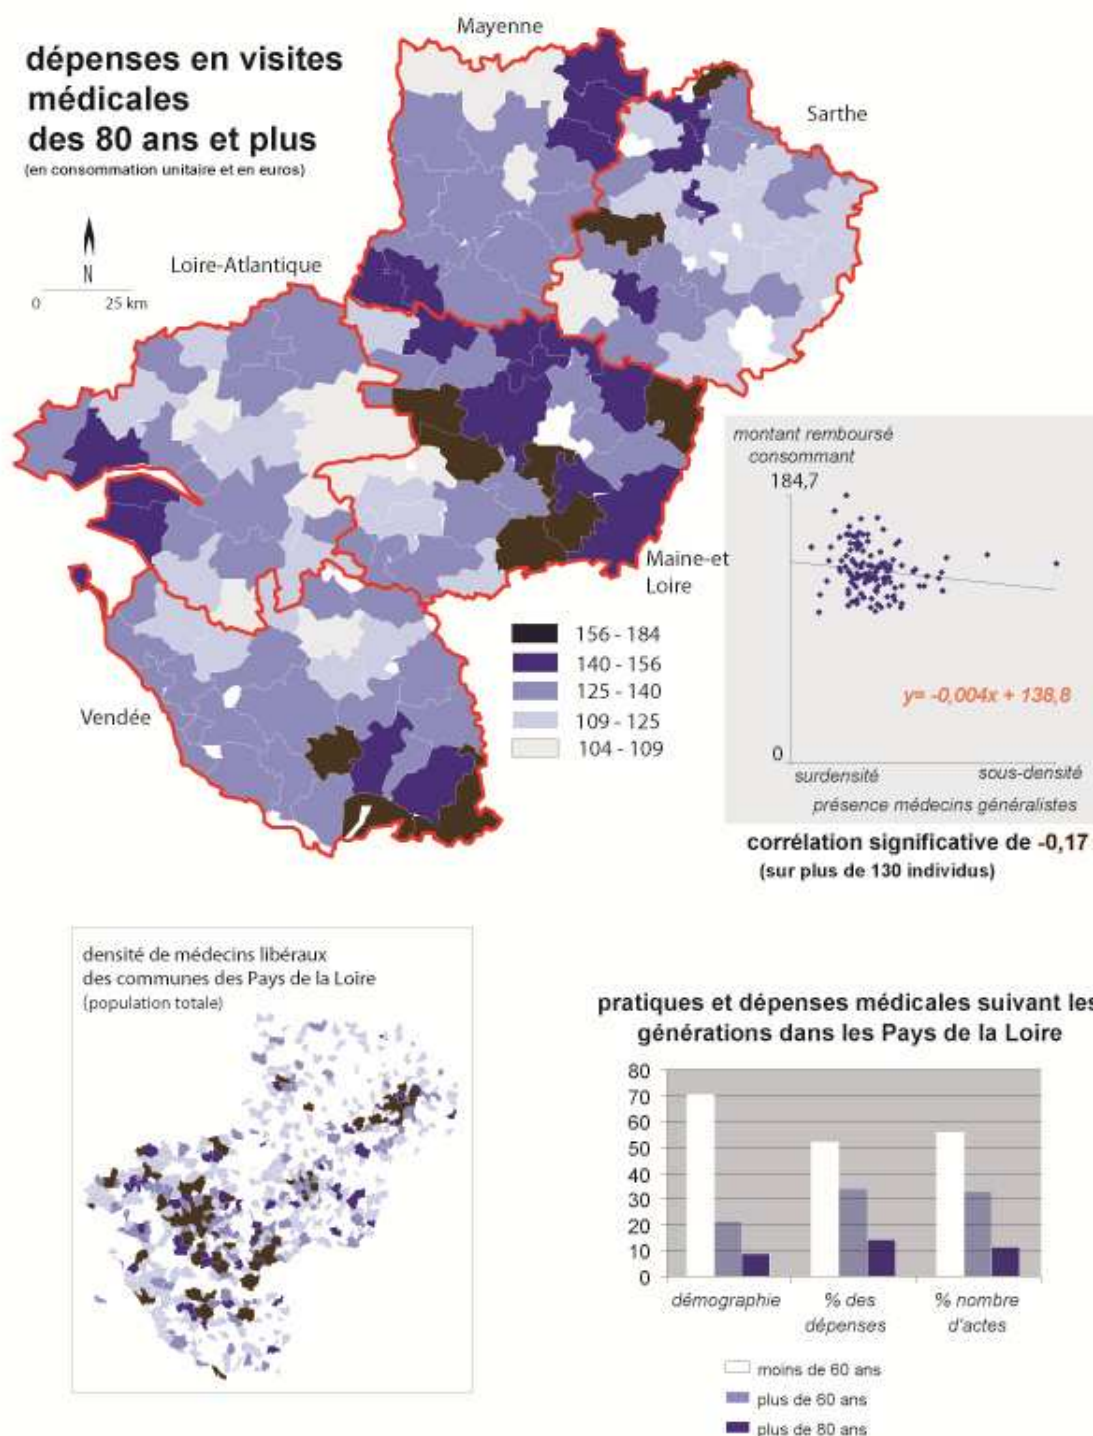 dépenses en visites
médicales
des 80 ans et plus
(en consommation unitaire et en euros)
Mayenne
Sarthe
Loire-Atlantique
N
0 25 km
Maine-et
Loire
Vendée
156 - 184
140 - 156
125 - 140
109 - 125
104 - 109
montant remboursé
consommant
184,7
y= -0,004x + 138,8
0
surdensité sous-densité
présence médecins généralistes
corrélation significative de -0,17
(sur plus de 130 individus)
densité de médecins libéraux
des communes des Pays de la Loire
(population totale)
pratiques et dépenses médicales suivant les
générations dans les Pays de la Loire
80
70
60
50
40
30
20
10
0
démographie % des dépenses % nombre d'actes
moins de 60 ans
plus de 60 ans
plus de 80 ans